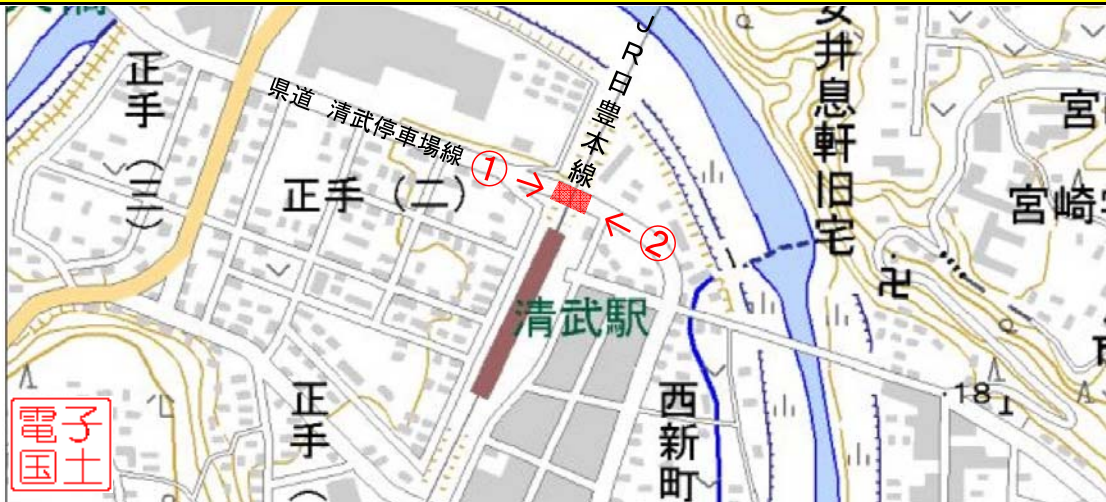 正手(三)
県道 清武停車場線
正手(二)
①
②
JR日豊本線
清武駅
安井息軒旧宅
宮崎
西新町
正手
18
電子
国土